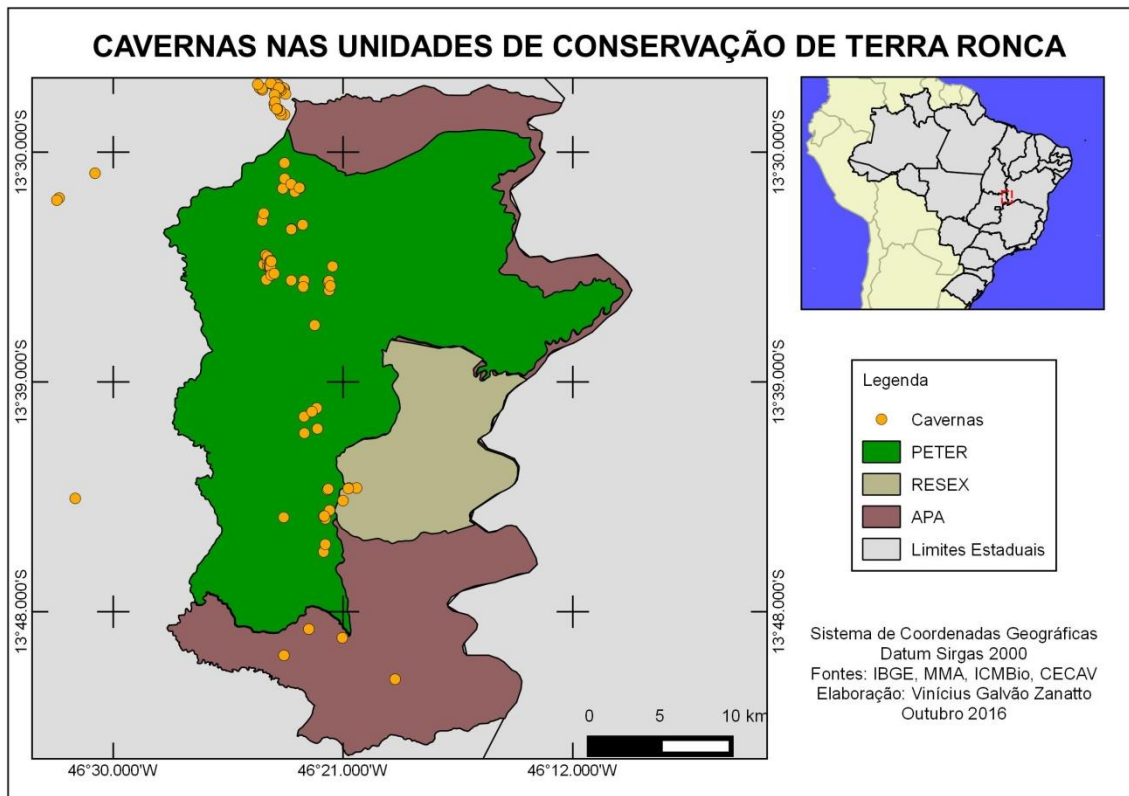 CAVERNAS NAS UNIDADES DE CONSERVAÇÃO DE TERRA RONCA
13°30.000'S
13°39.000'S
13°48.000'S
13°30.000'S
13°39.000'S
13°48.000'S
46°30.000'W
46°21.000'W
46°12.000'W
0
5
10 km
Legenda
Cavernas
PETER
RESEX
APA
Limites Estaduais
Sistema de Coordenadas Geográficas
Datum Sirgas 2000
Fontes: IBGE, MMA, ICMBio, CECAV
Elaboração: Vinícius Galvão Zanatto
Outubro 2016